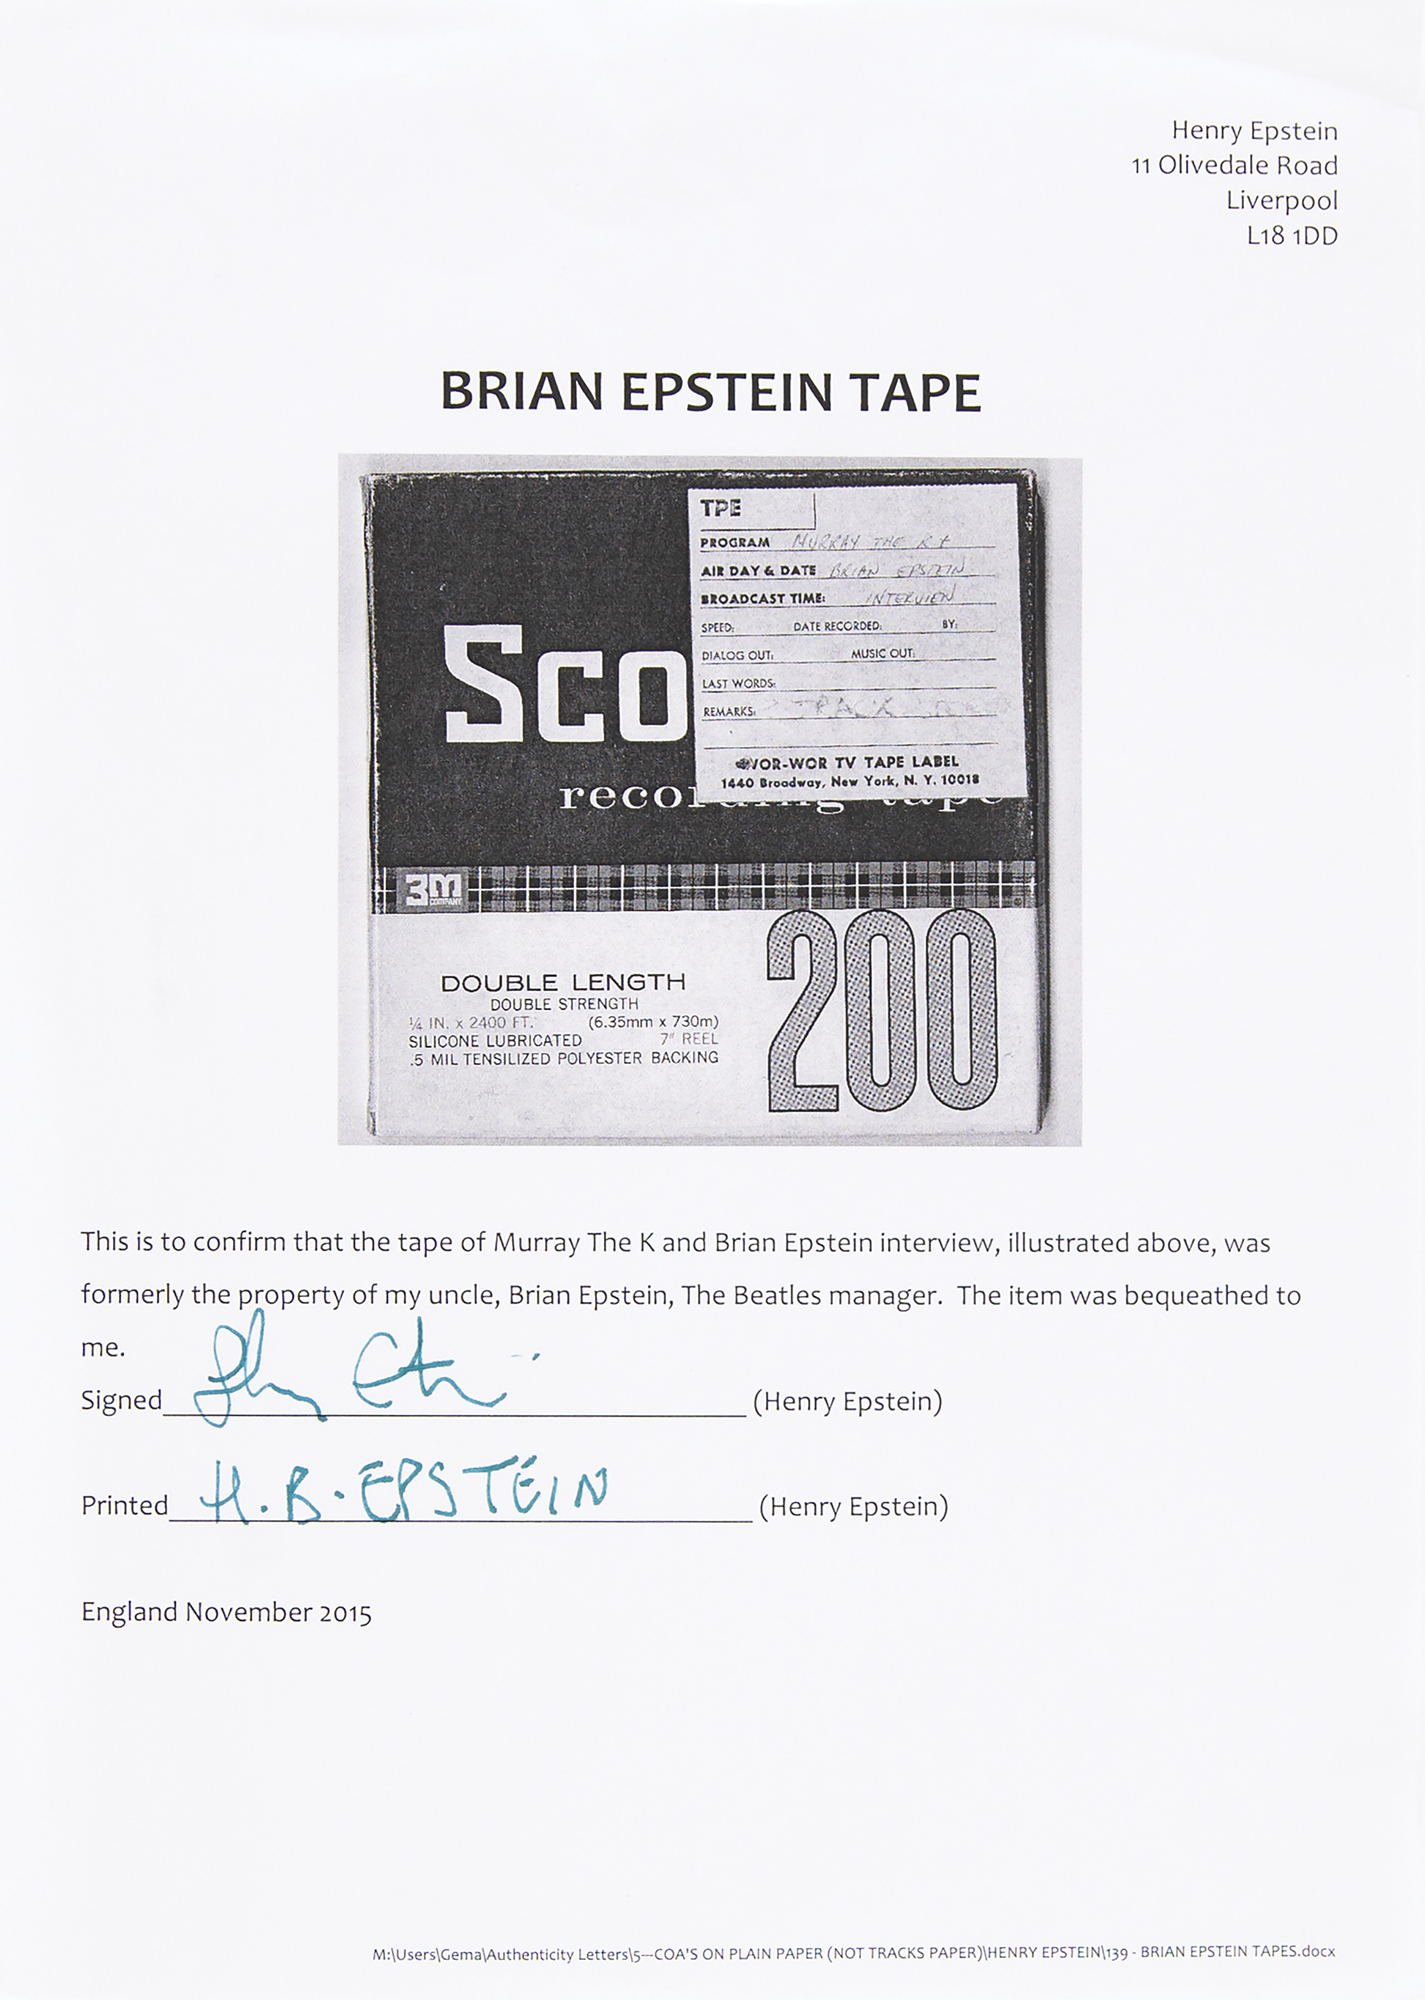 Henry Epstein
11 Olivedale Road
Liverpool
L18 1DD
BRIAN EPSTEIN TAPE
TPE
PROGRAM MURRAY THE K +
AIR DAY & DATE BRIAN EPSTEIN
BROADCAST TIME: INTERVIEW
SPEED: DATE RECORDED: BY:
DIALOG OUT: MUSIC OUT:
LAST WORDS:
REMARKS: TRACK
WOR-WOR TV TAPE LABEL
1440 Broadway, New York, N. Y. 10018
Sco
recording tape
3M
COMPANY
200
DOUBLE LENGTH
DOUBLE STRENGTH
¼ IN. x 2400 FT. (6.35mm x 730m)
SILICONE LUBRICATED 7" REEL
.5 MIL TENSILIZED POLYESTER BACKING
This is to confirm that the tape of Murray The K and Brian Epstein interview, illustrated above, was
formerly the property of my uncle, Brian Epstein, The Beatles manager. The item was bequeathed to
me.
Signed (Henry Epstein)
Printed H. B. EPSTEIN (Henry Epstein)
England November 2015
M:\Users\Gema\Authenticity Letters\5---COA'S ON PLAIN PAPER (NOT TRACKS PAPER)\HENRY EPSTEIN\139 - BRIAN EPSTEIN TAPES.docx